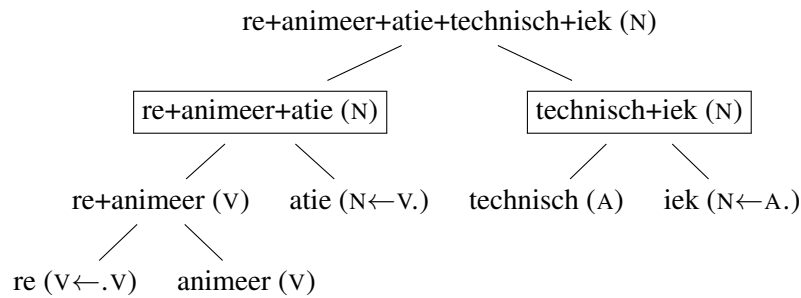 re+animeer+atie+technisch+iek (N)
re+animeer+atie (N) technisch+iek (N)
re+animeer (V) atie (N←V.) technisch (A) iek (N←A.)
re (V←.V) animeer (V)